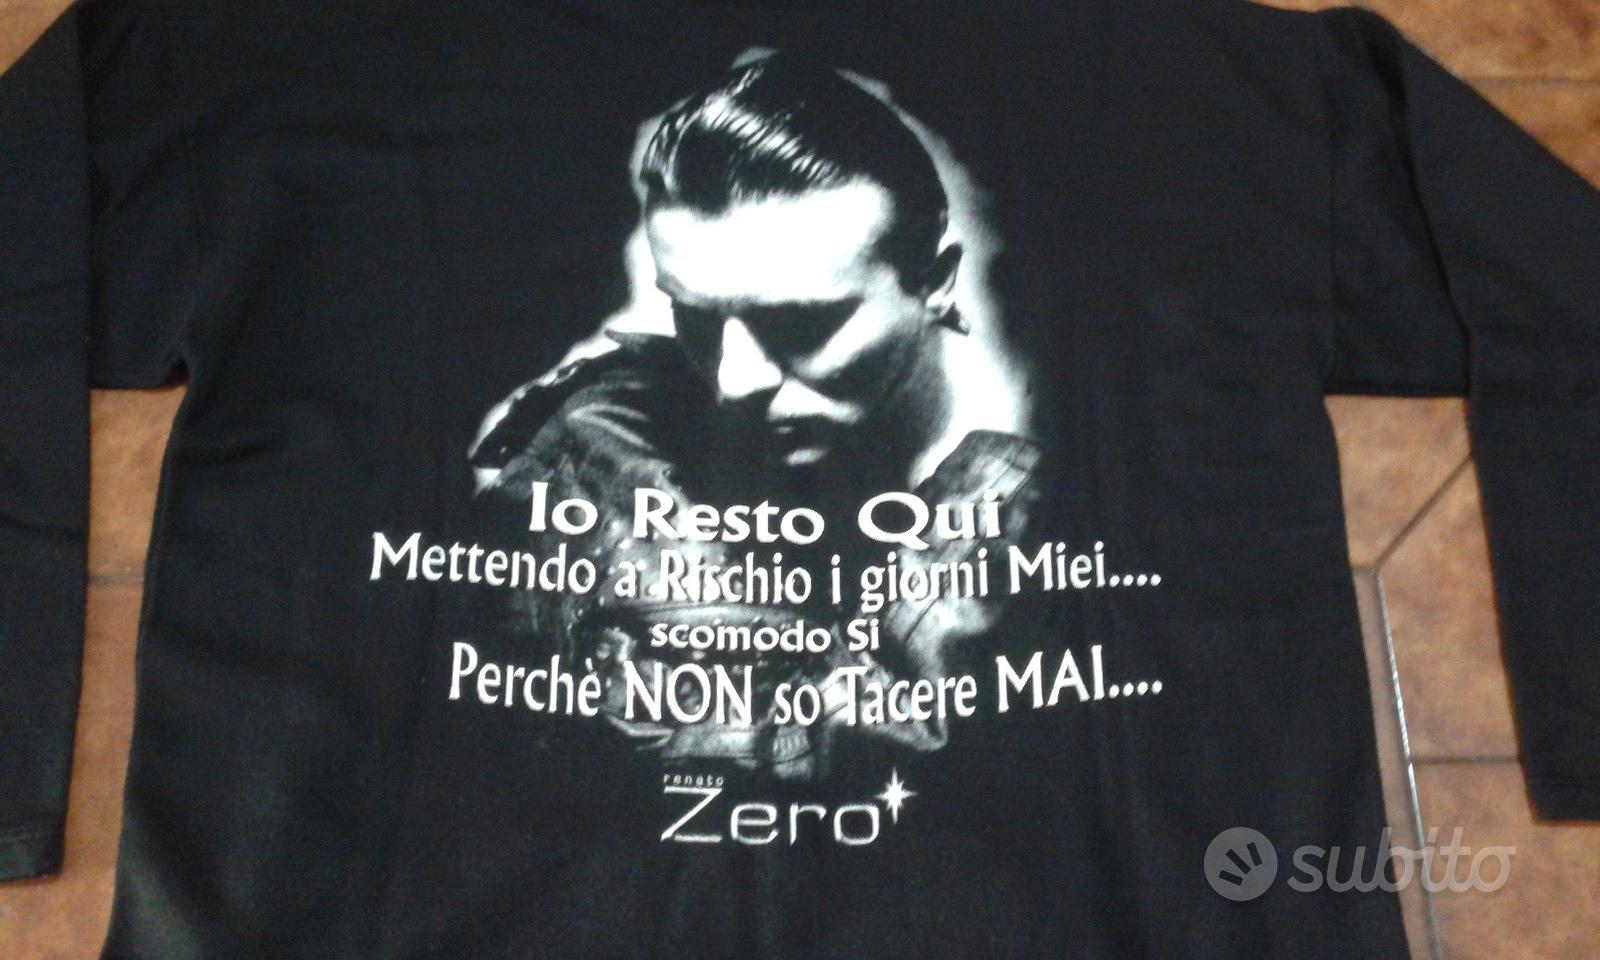 Io Resto Qui
Mettendo a Rischio i giorni Miei....
scomodo Si
Perchè NON so Tacere MAI....
renato
Zero
subito